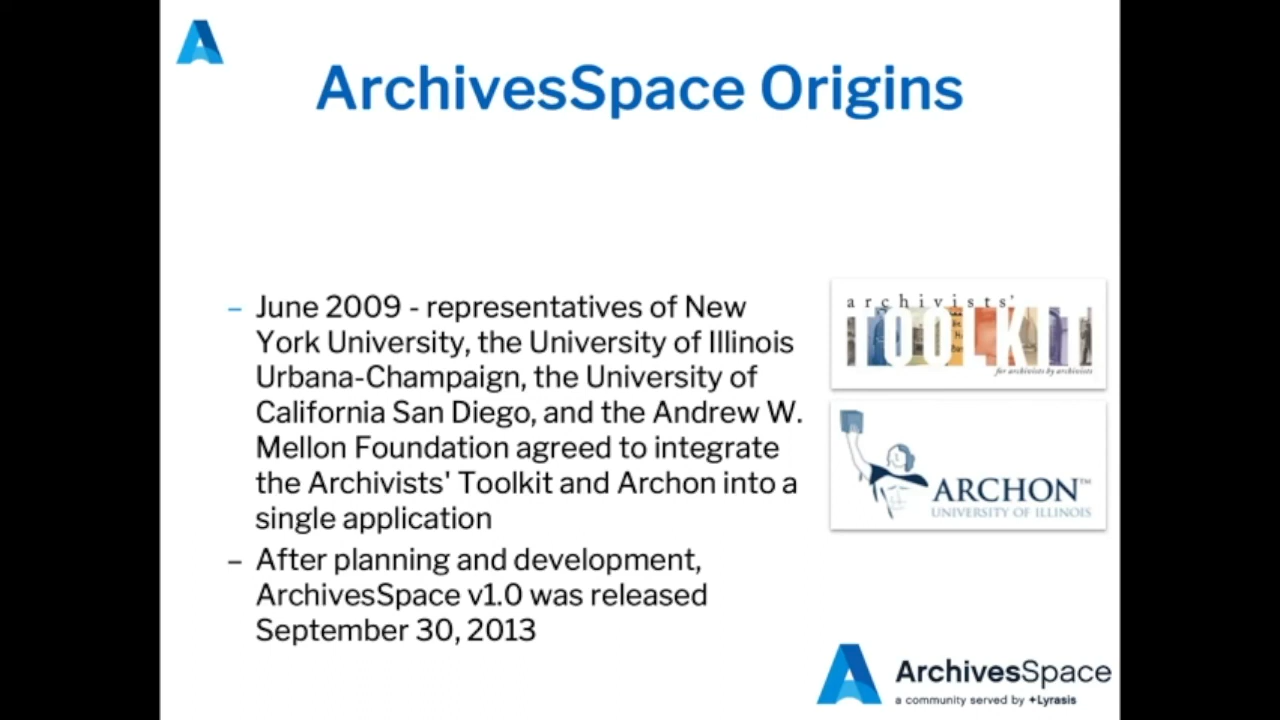 ArchivesSpace Origins
– June 2009 - representatives of New
York University, the University of Illinois
Urbana-Champaign, the University of
California San Diego, and the Andrew W.
Mellon Foundation agreed to integrate
the Archivists' Toolkit and Archon into a
single application
– After planning and development,
ArchivesSpace v1.0 was released
September 30, 2013
archivists'
TOOLKIT
for archivists by archivists
ARCHON™
UNIVERSITY OF ILLINOIS
ArchivesSpace
a community served by +Lyrasis